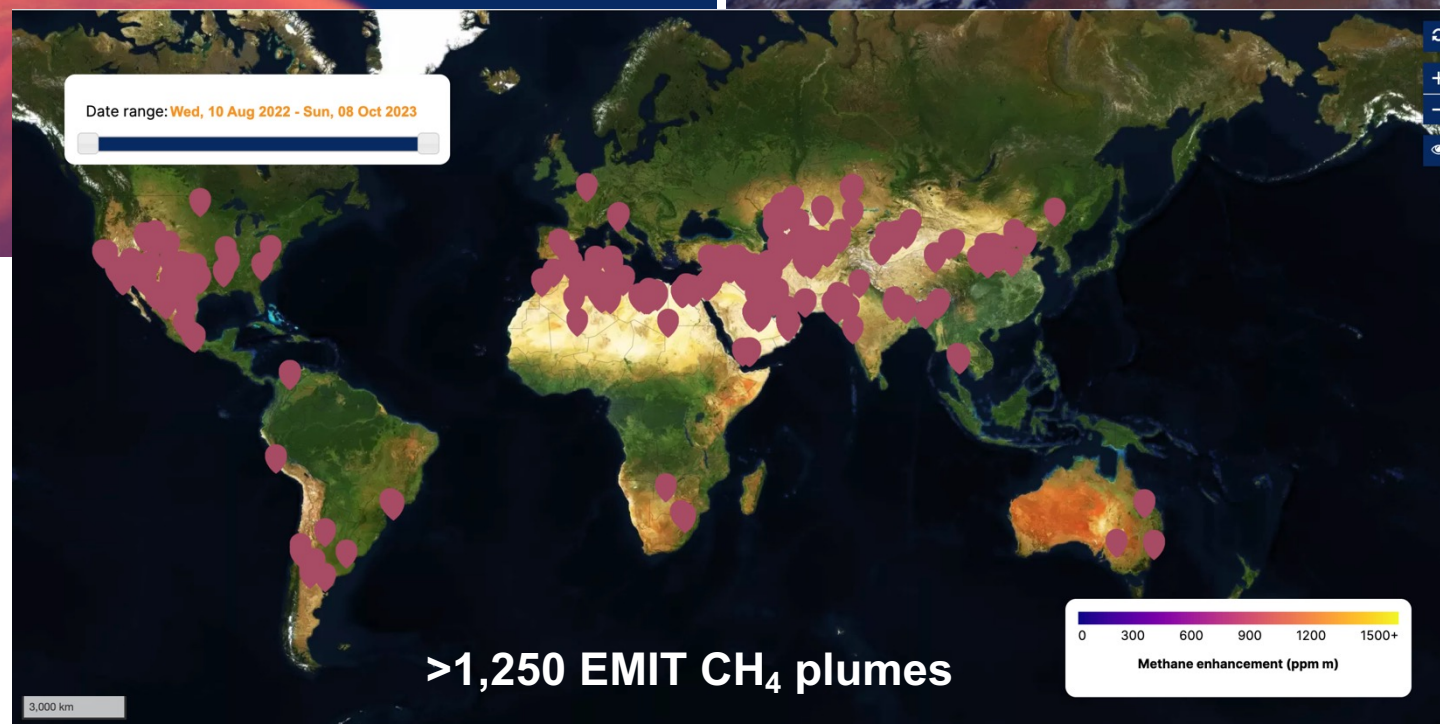 Date range: Wed, 10 Aug 2022 - Sun, 08 Oct 2023
>1,250 EMIT CH₄ plumes
0 300 600 900 1200 1500+
Methane enhancement (ppm m)
3,000 km